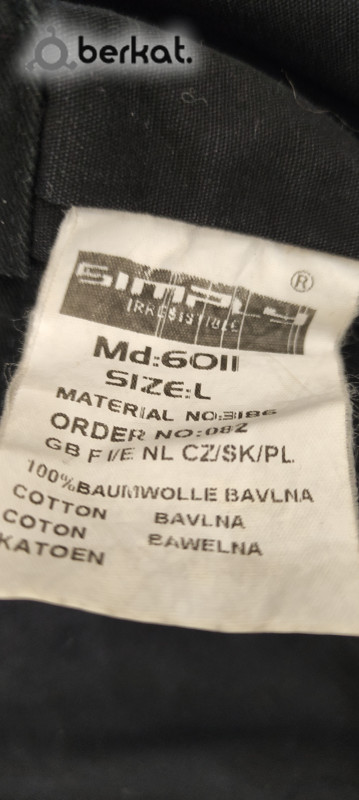 berkat.
SIMPLY
®
IRRESISTIBLE
Md:6011
SIZE:L
MATERIAL NO:3186
ORDER NO:082
GB F I/E NL CZ/SK/PL
100%BAUMWOLLE BAVLNA
COTTON BAVLNA
COTON BAWELNA
KATOEN